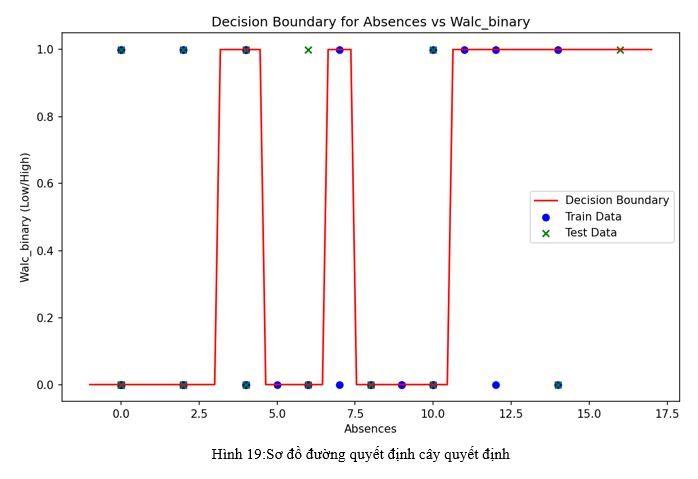 Decision Boundary for Absences vs Walc_binary
1.0
0.8
0.6
0.4
0.2
0.0
Walc_binary (Low/High)
Decision Boundary
Train Data
Test Data
0.0 2.5 5.0 7.5 10.0 12.5 15.0 17.5
Absences
Hình 19:Sơ đồ đường quyết định cây quyết định